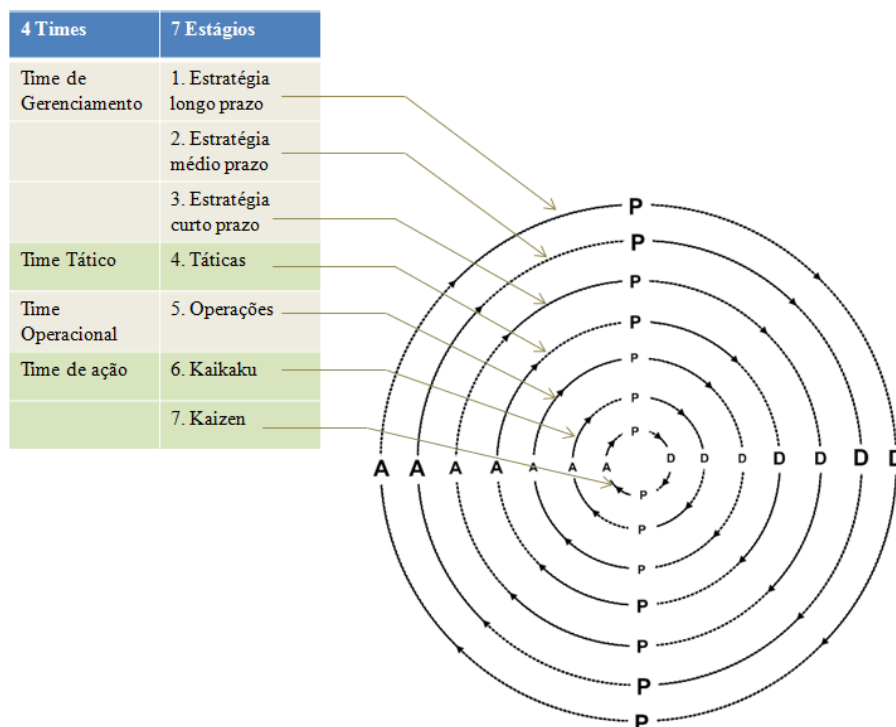 4 Times 7 Estágios
Time de 1. Estratégia
Gerenciamento longo prazo
2. Estratégia
médio prazo
3. Estratégia
curto prazo
Time Tático 4. Táticas
Time 5. Operações
Operacional
Time de ação 6. Kaikaku
7. Kaizen
P
P
P
P
P
P
P
A A A A A A A D D D D D D D
P
P
P
P
P
P
P